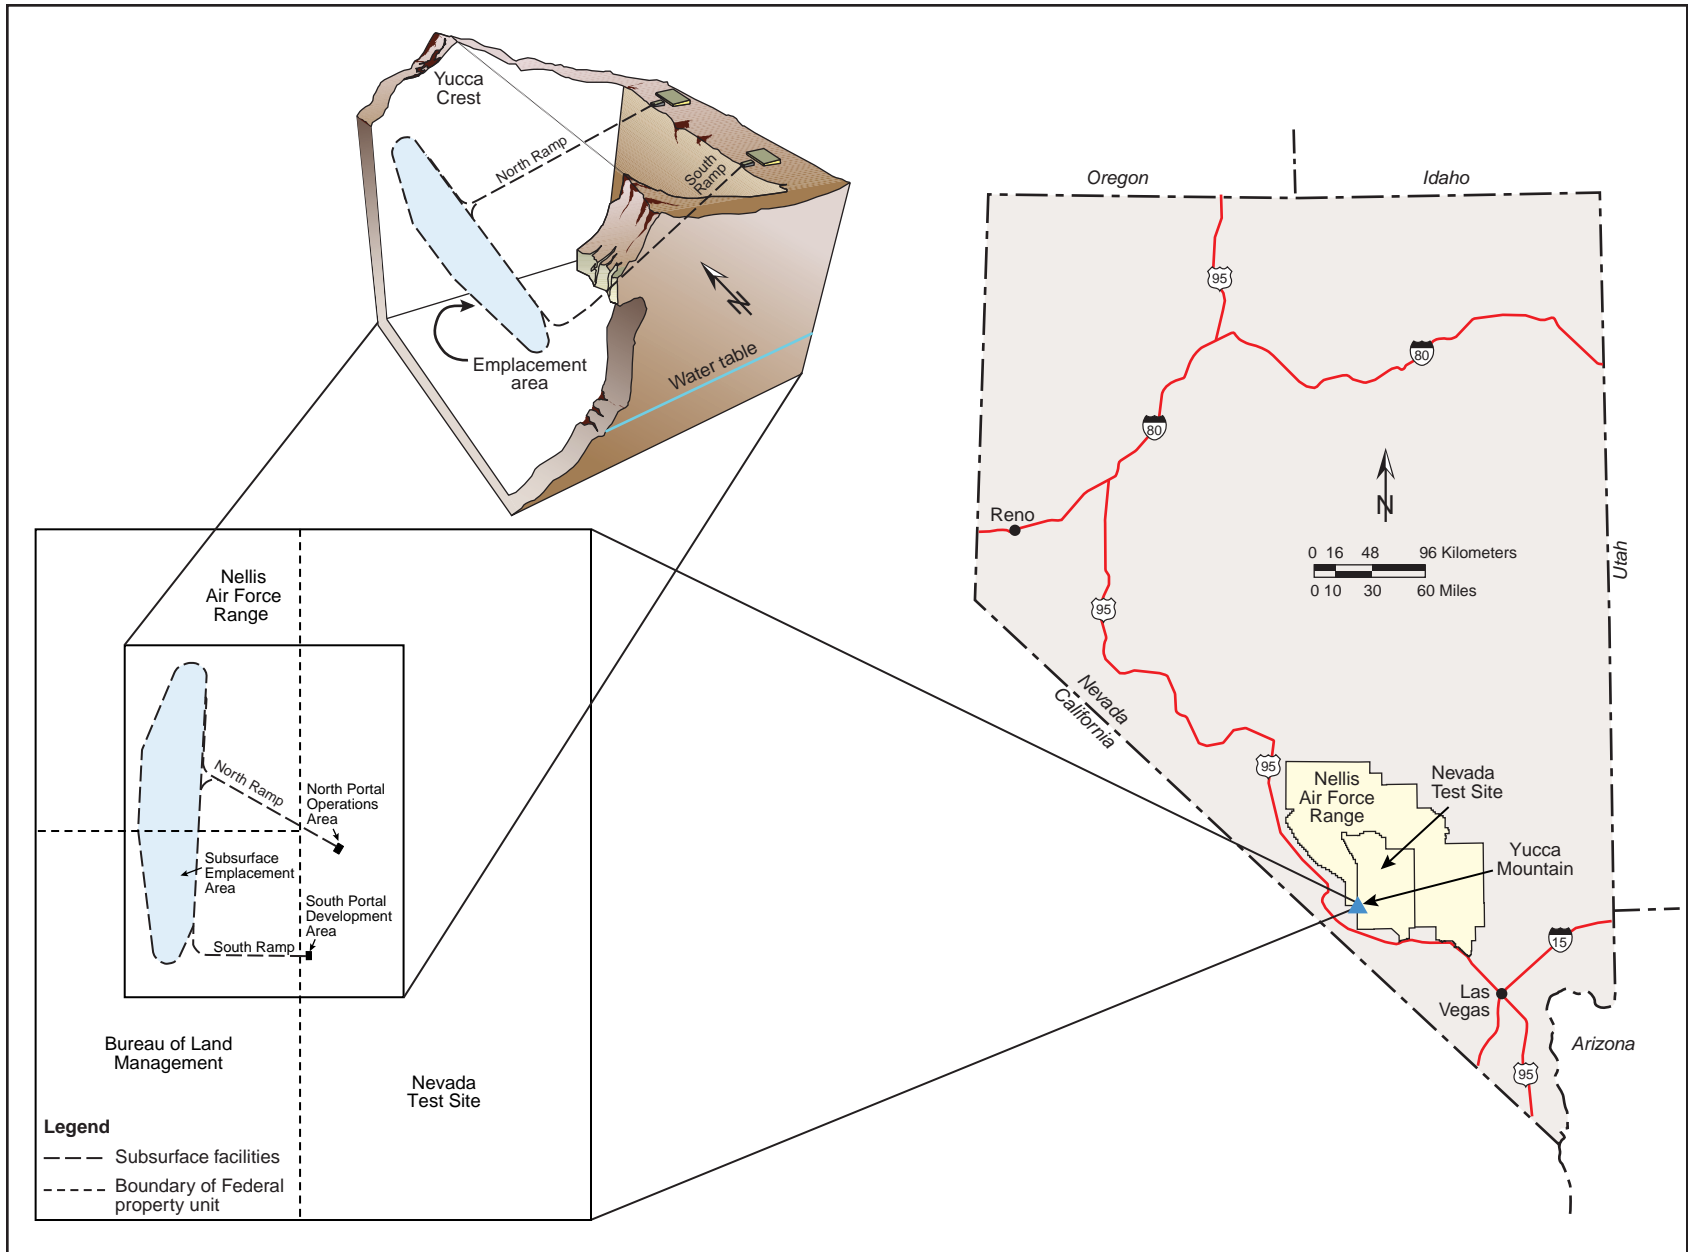 Yucca
Crest
North Ramp
South
Ramp
N
Emplacement
area
Water table
Nellis
Air Force
Range
North Ramp
North Portal
Operations
Area
Subsurface
Emplacement
Area
South Portal
Development
Area
South Ramp
Bureau of Land
Management
Nevada
Test Site
Legend
Subsurface facilities
Boundary of Federal
property unit
Oregon
Idaho
95
80
80
Reno
N
0 16 48 96 Kilometers
0 10 30 60 Miles
Utah
95
Nevada
California
95
Nellis
Air Force
Range
Nevada
Test Site
Yucca
Mountain
15
Las
Vegas
Arizona
95